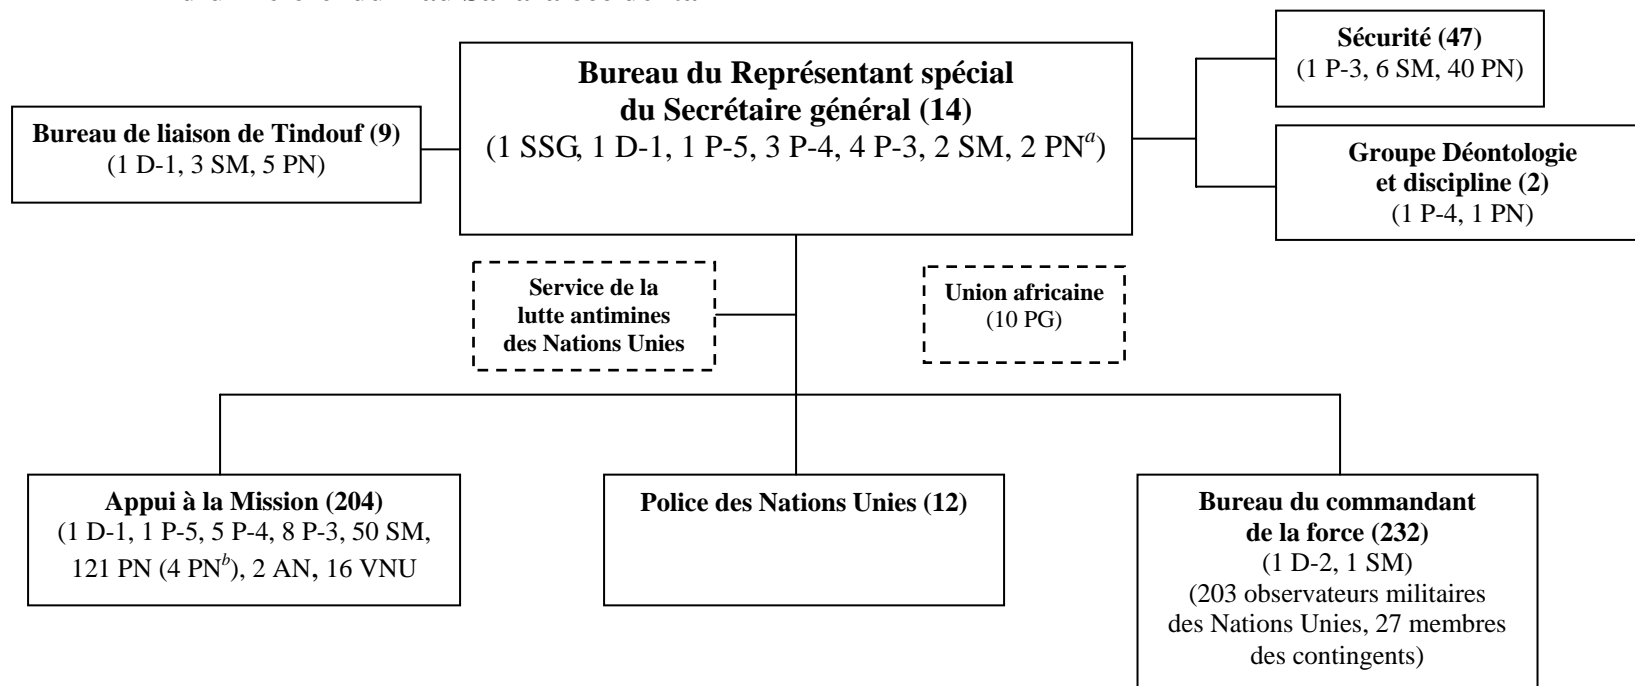 Bureau du Représentant spécial
du Secrétaire général (14)
(1 SSG, 1 D-1, 1 P-5, 3 P-4, 4 P-3, 2 SM, 2 PNᵃ)
Sécurité (47)
(1 P-3, 6 SM, 40 PN)
Bureau de liaison de Tindouf (9)
(1 D-1, 3 SM, 5 PN)
Groupe Déontologie
et discipline (2)
(1 P-4, 1 PN)
Service de la
lutte antimines
des Nations Unies
Union africaine
(10 PG)
Appui à la Mission (204)
(1 D-1, 1 P-5, 5 P-4, 8 P-3, 50 SM,
121 PN (4 PNᵇ), 2 AN, 16 VNU
Police des Nations Unies (12)
Bureau du commandant
de la force (232)
(1 D-2, 1 SM)
(203 observateurs militaires
des Nations Unies, 27 membres
des contingents)